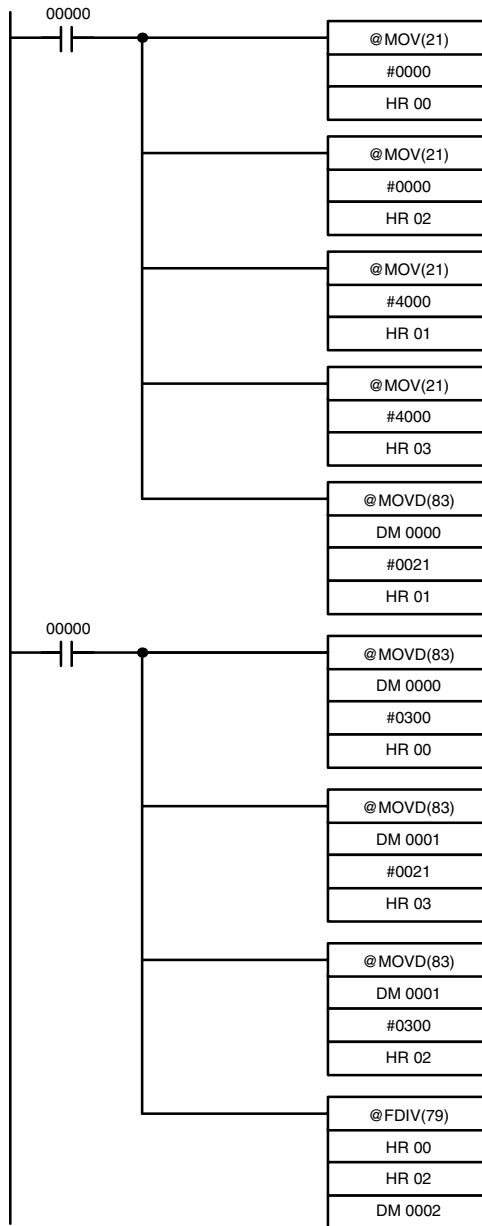 00000
@MOV(21)
#0000
HR 00
@MOV(21)
#0000
HR 02
@MOV(21)
#4000
HR 01
@MOV(21)
#4000
HR 03
@MOVD(83)
DM 0000
#0021
HR 01
00000
@MOVD(83)
DM 0000
#0300
HR 00
@MOVD(83)
DM 0001
#0021
HR 03
@MOVD(83)
DM 0001
#0300
HR 02
@FDIV(79)
HR 00
HR 02
DM 0002